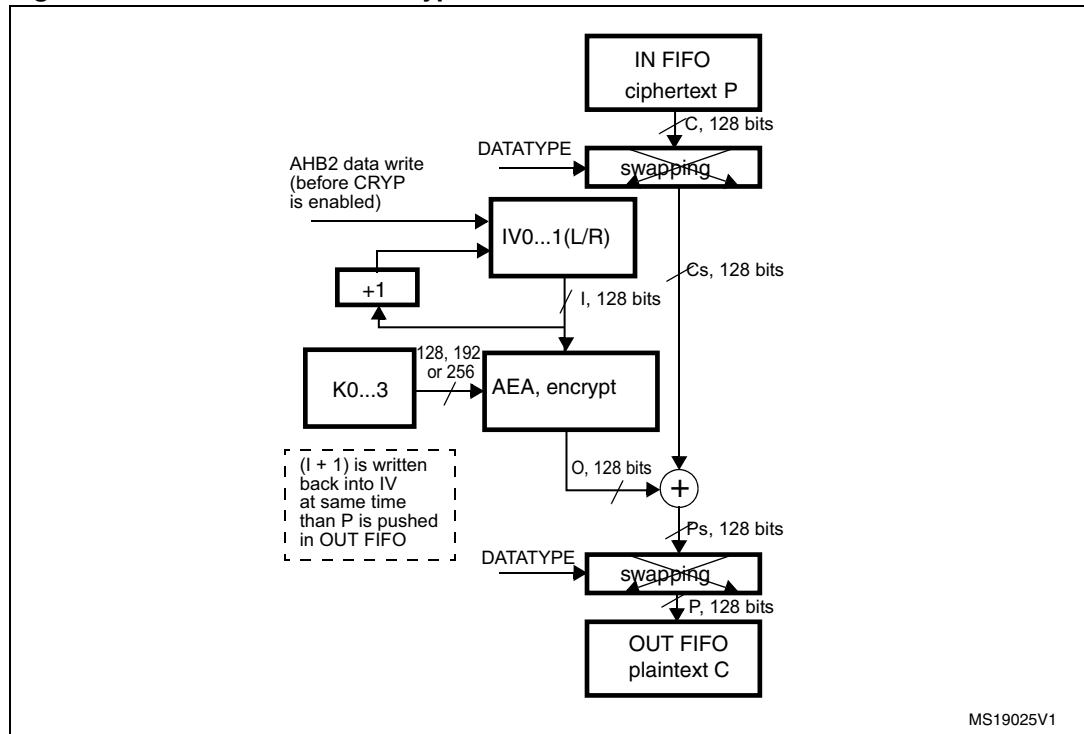 IN FIFO
ciphertext P
C, 128 bits
DATATYPE
swapping
AHB2 data write
(before CRYP
is enabled)
IV0...1(L/R)
Cs, 128 bits
+1
I, 128 bits
128, 192
or 256
K0...3
AEA, encrypt
(I + 1) is written
back into IV
at same time
than P is pushed
in OUT FIFO
O, 128 bits
+
Ps, 128 bits
DATATYPE
swapping
P, 128 bits
OUT FIFO
plaintext C
MS19025V1